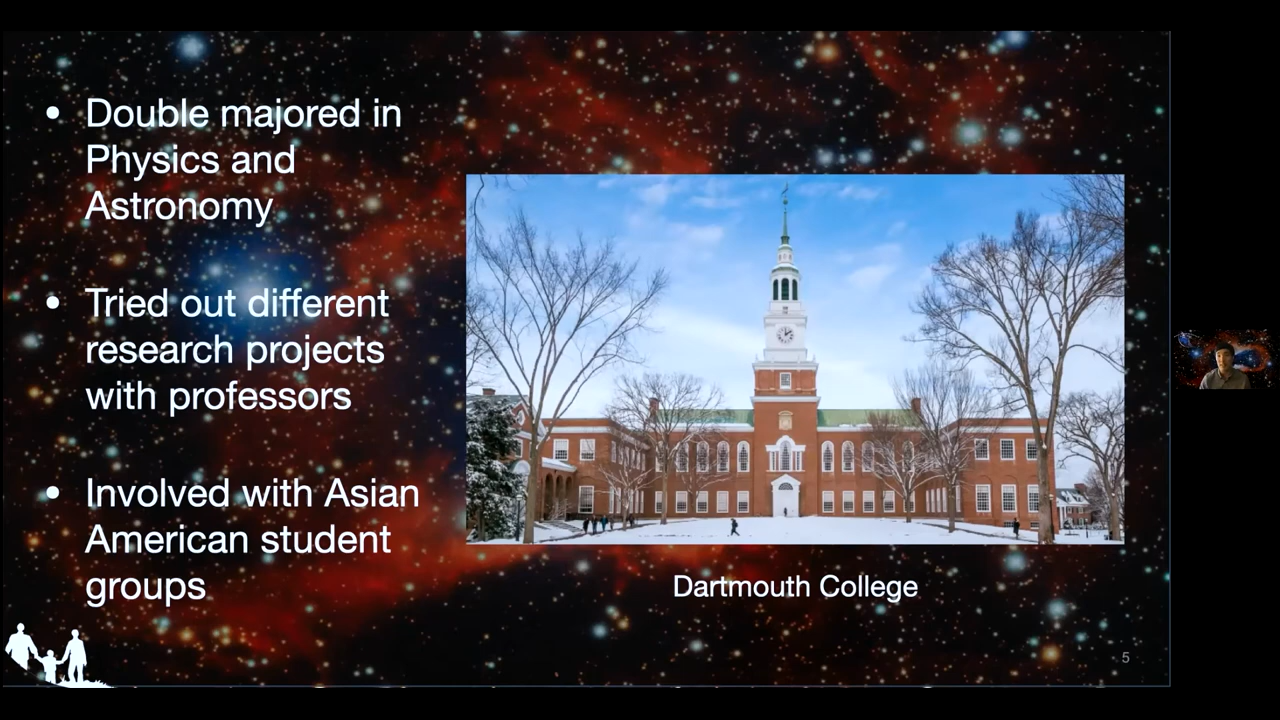 • Double majored in
Physics and
Astronomy
• Tried out different
research projects
with professors
• Involved with Asian
American student
groups
Dartmouth College
5